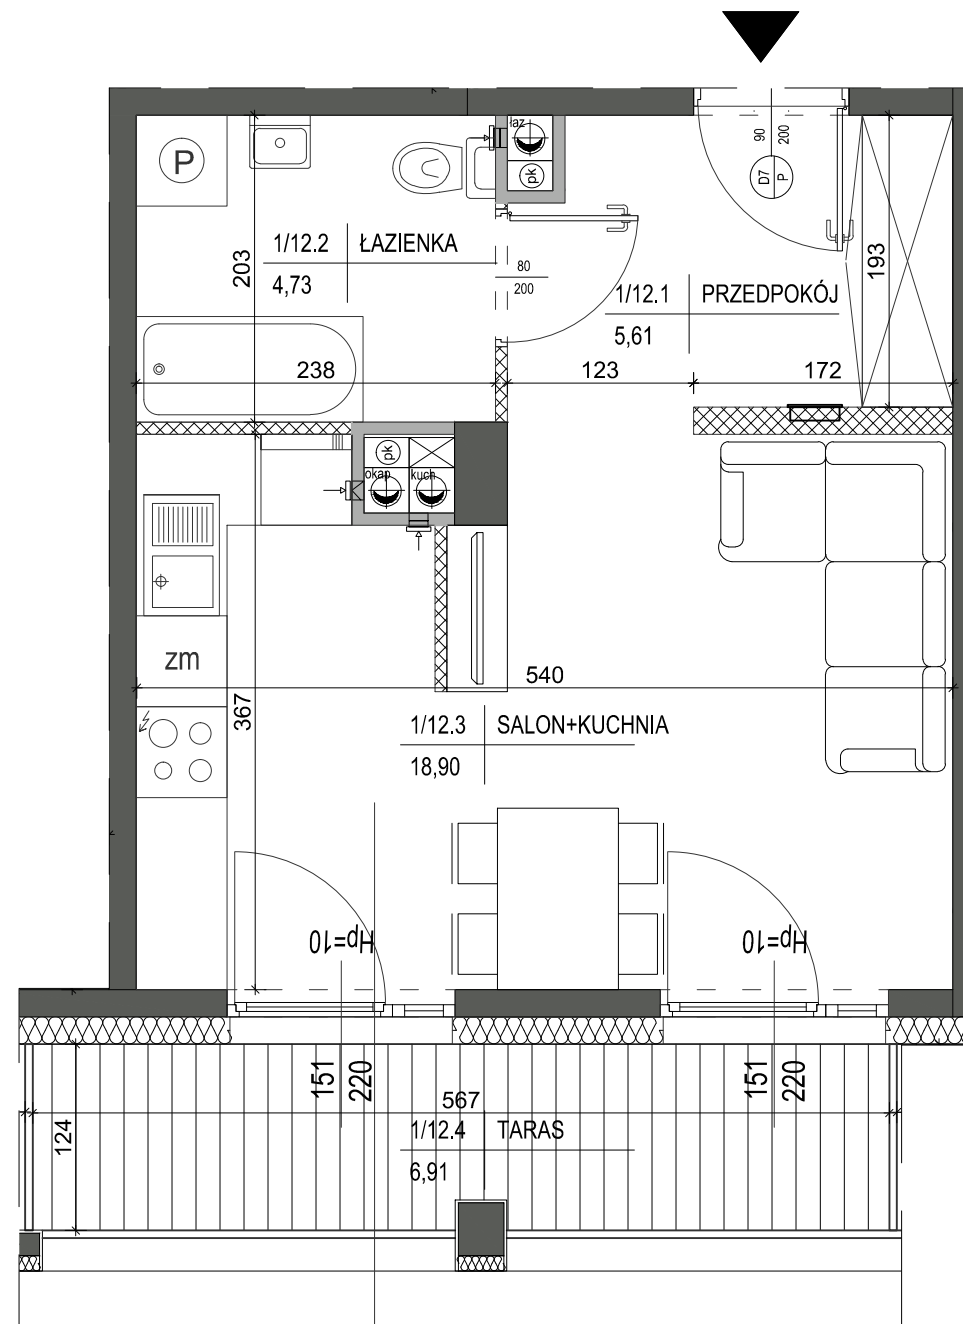 łaz
90
200
P
pk
D7
P
1/12.2 ŁAZIENKA
4,73
203
80
200
193
1/12.1 PRZEDPOKÓJ
5,61
238
123
172
pk
okap
kuch
zm
540
367
1/12.3 SALON+KUCHNIA
18,90
Hp=10
Hp=10
151
220
151
220
567
124
1/12.4 TARAS
6,91